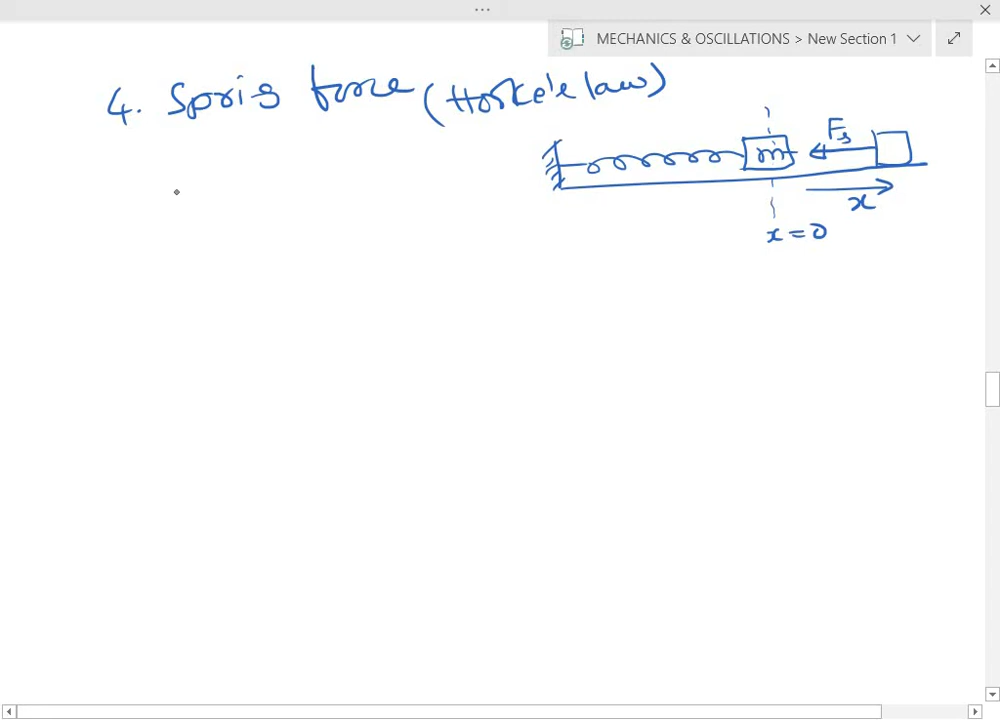 MECHANICS & OSCILLATIONS > New Section 1
4. Spring force (Hooke's law)
m
Fs
x
x = 0